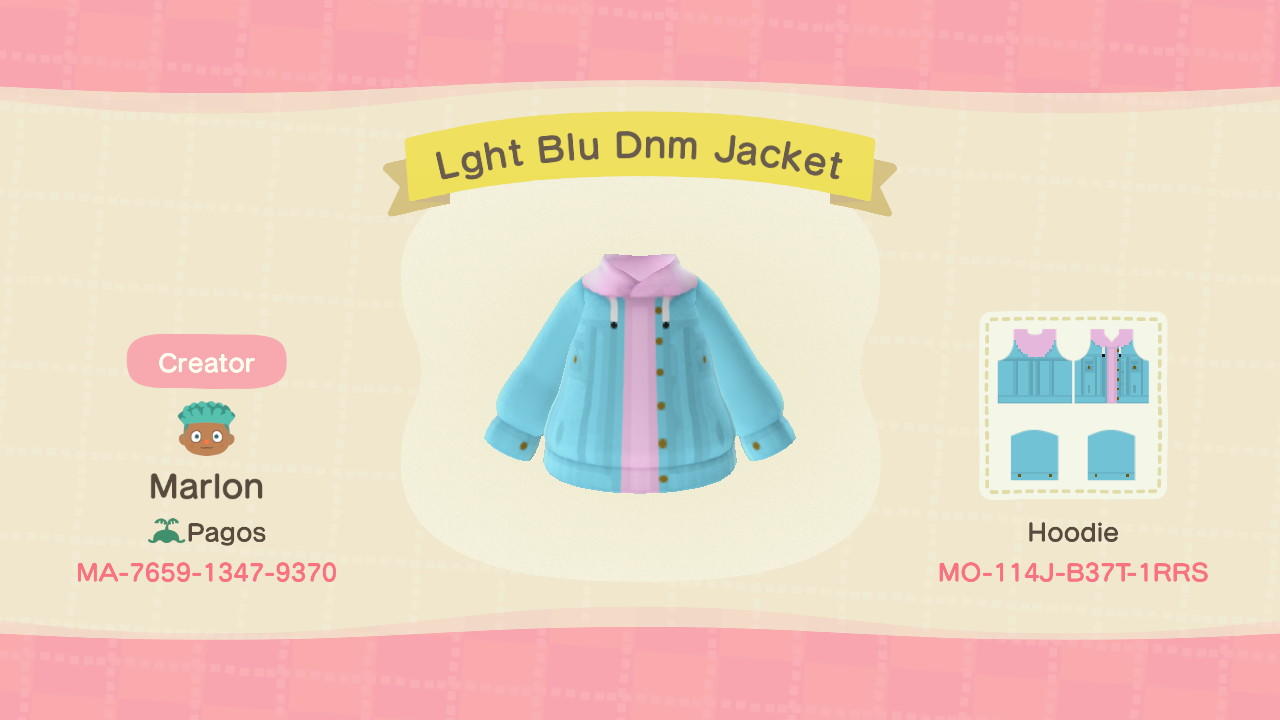 Lght Blu Dnm Jacket
Creator
Marlon
Pagos
MA-7659-1347-9370
Hoodie
MO-114J-B37T-1RRS